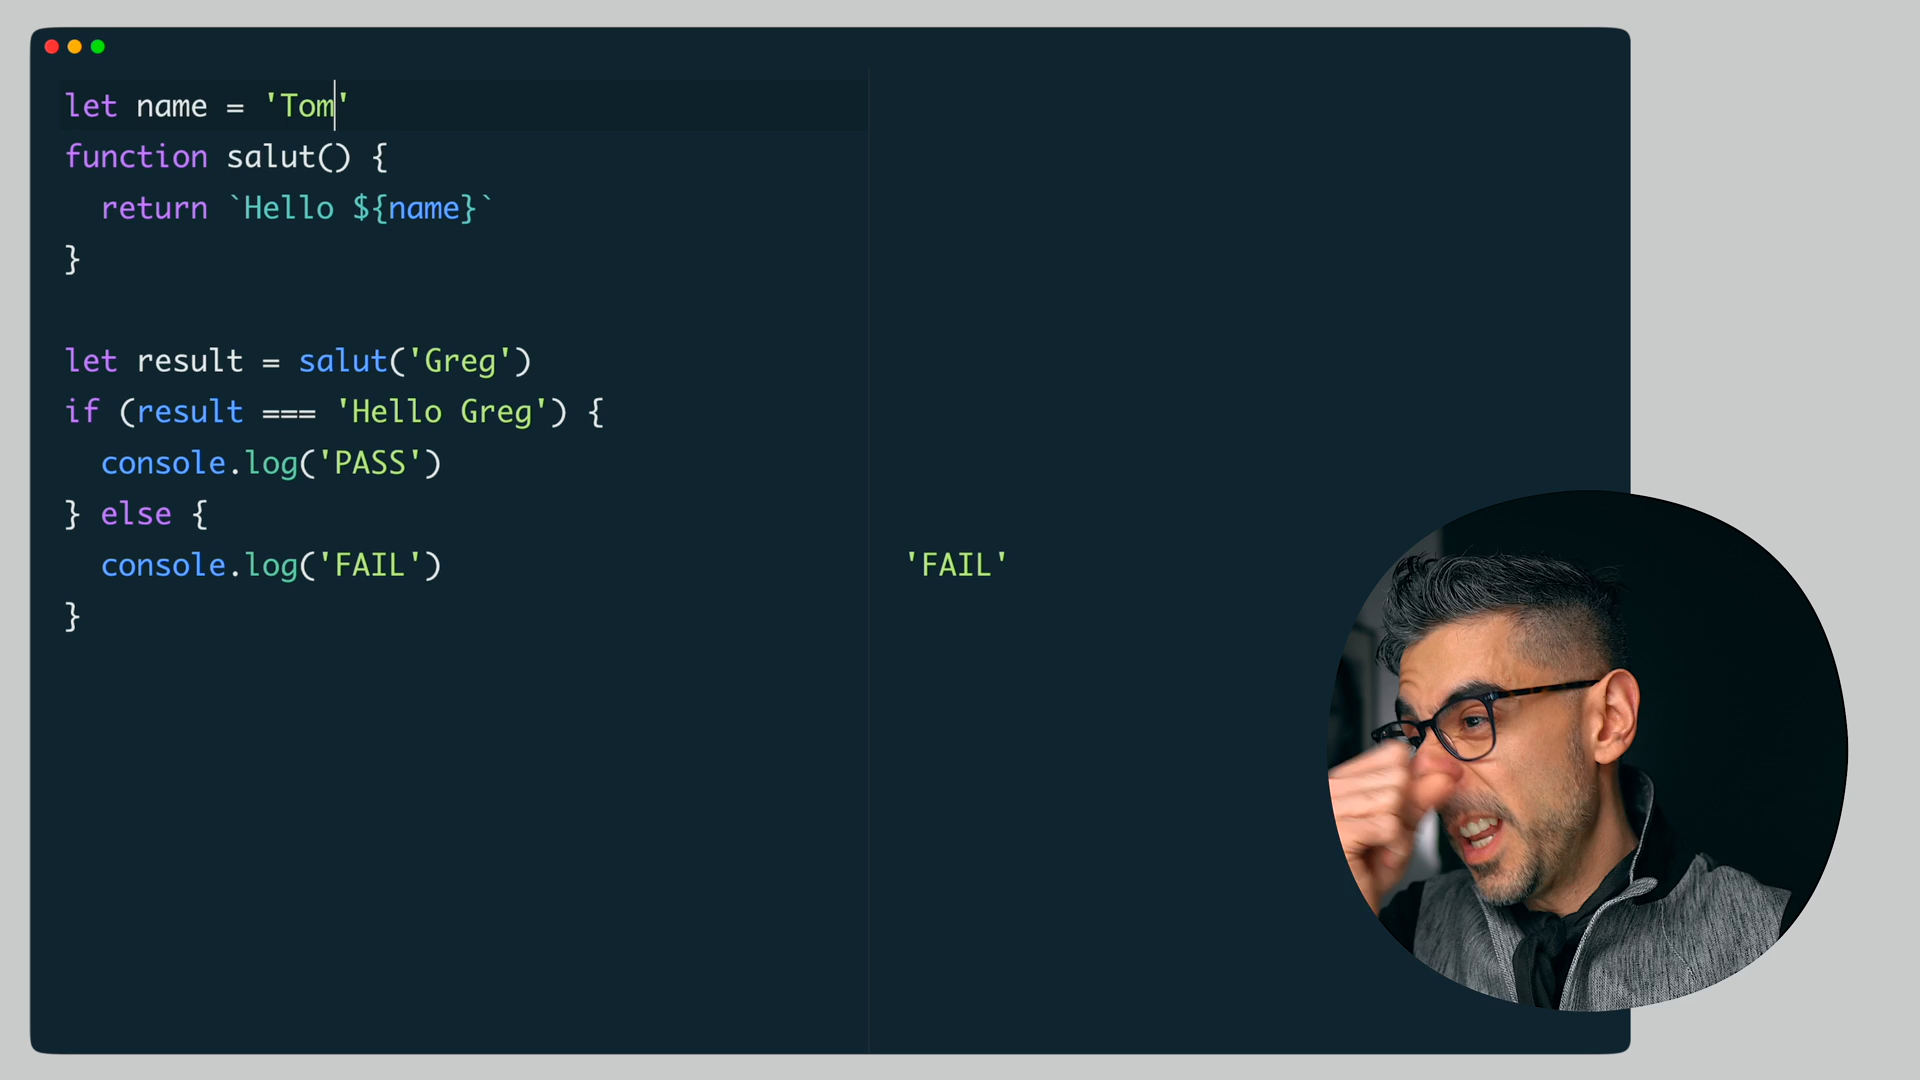 let name = 'Tom'
function salut() {
  return `Hello ${name}`
}
let result = salut('Greg')
if (result === 'Hello Greg') {
  console.log('PASS')
} else {
  console.log('FAIL')
'FAIL'
}